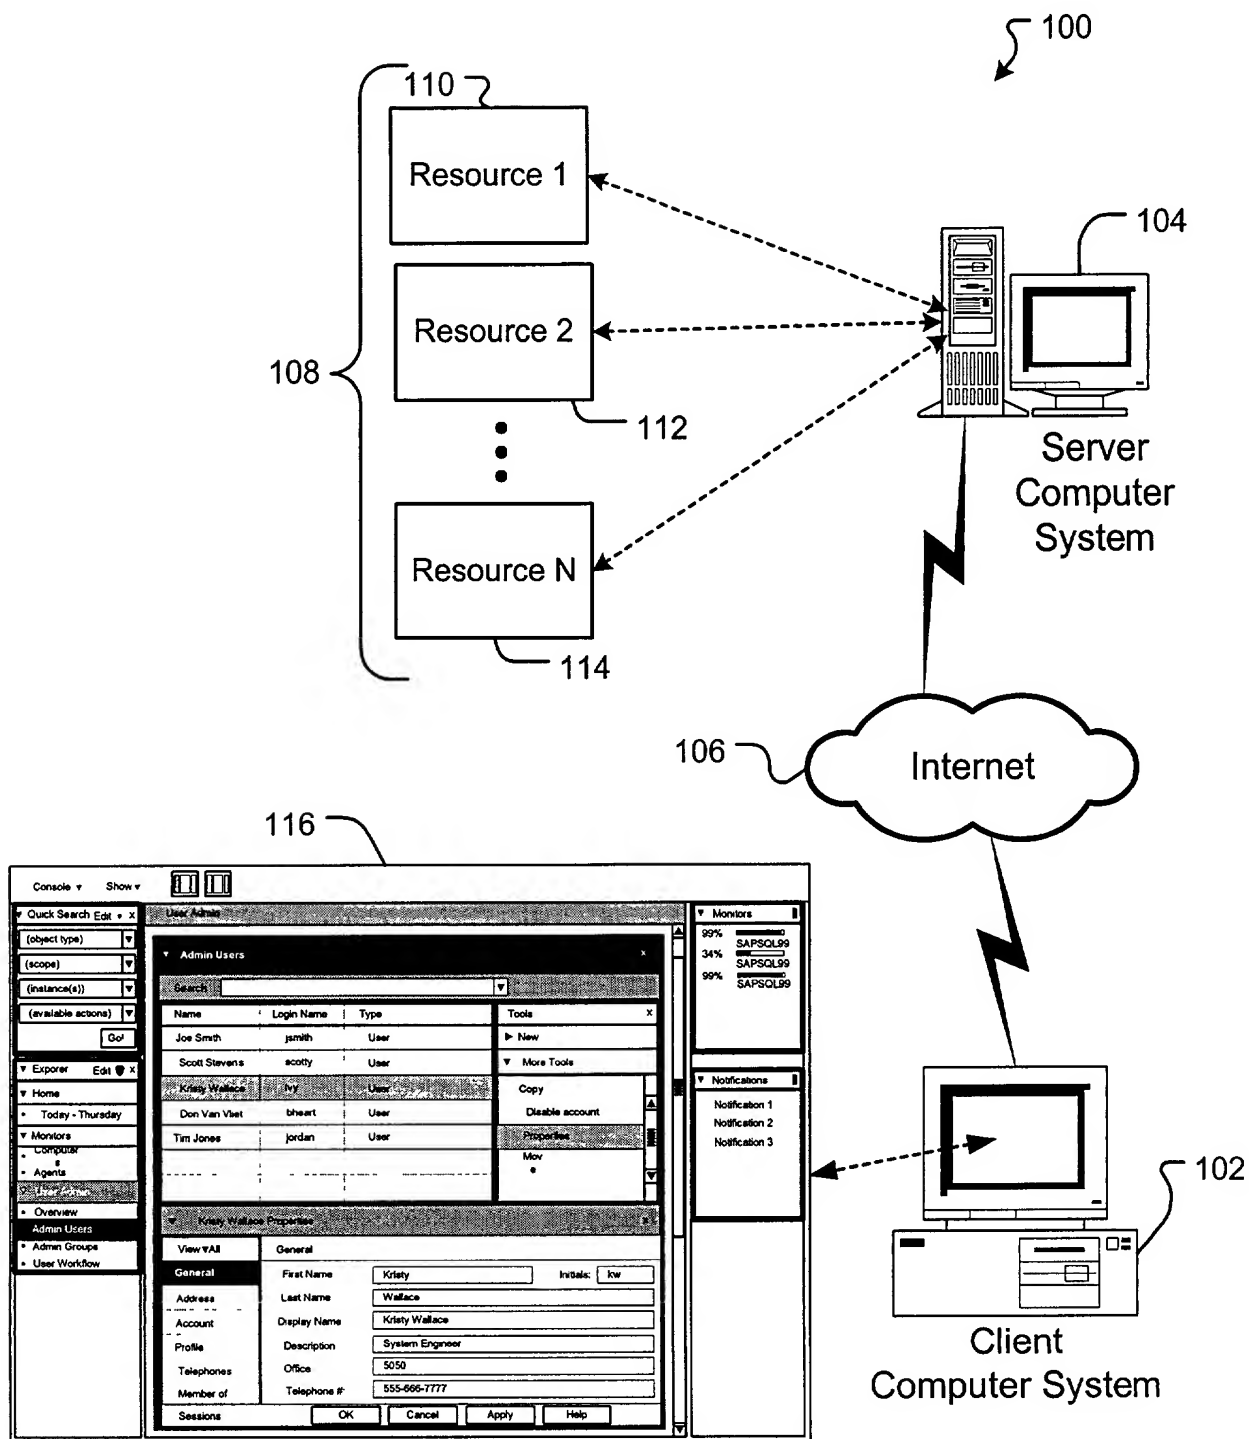 100
110
Resource 1
104
Resource 2
108
112
Server
Computer
System
Resource N
114
106
Internet
116
Console Show
Quick Search Edit x
(object type)
(scope)
(instance(s))
(available actions)
Go!
Exporer Edit x
Home
Today - Thursday
Monitors
Computer
s
Agents
User Admin
Overview
Admin Users
Admin Groups
User Workflow
User Admin
Admin Users x
Search
Name Login Name Type
Joe Smith jsmith User
Scott Stevens scotty User
Kristy Wallace ivy User
Don Van Vliet bheart User
Tim Jones jordan User
Tools x
New
More Tools
Copy
Disable account
Properties
Mov
e
Kristy Wallace Properties x
View All
General
Address
Account
Profile
Telephones
Member of
Sessions
General
First Name Kristy Initials: kw
Last Name Wallace
Display Name Kristy Wallace
Description System Engineer
Office 5050
Telephone # 555-666-7777
OK Cancel Apply Help
Monitors
99%
SAPSQL99
34%
SAPSQL99
99%
SAPSQL99
Notifications
Notification 1
Notification 2
Notification 3
102
Client
Computer System